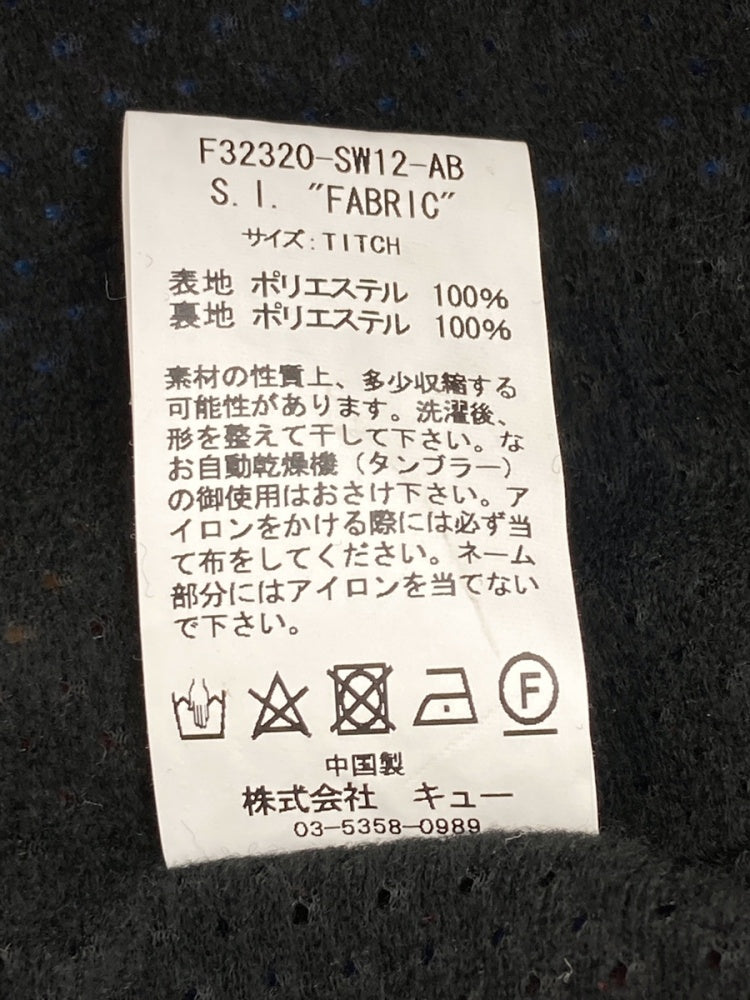 F32320-SW12-AB
S.I. "FABRIC"
サイズ:TITCH
表地 ポリエステル 100%
裏地 ポリエステル 100%
素材の性質上、多少収縮する
可能性があります。洗濯後、
形を整えて干して下さい。な
お自動乾燥機（タンブラー）
の御使用はおさけ下さい。ア
イロンをかける際には必ず当
て布をしてください。ネーム
部分にはアイロンを当てない
で下さい。
F
中国製
株式会社 キュー
03-5358-0989